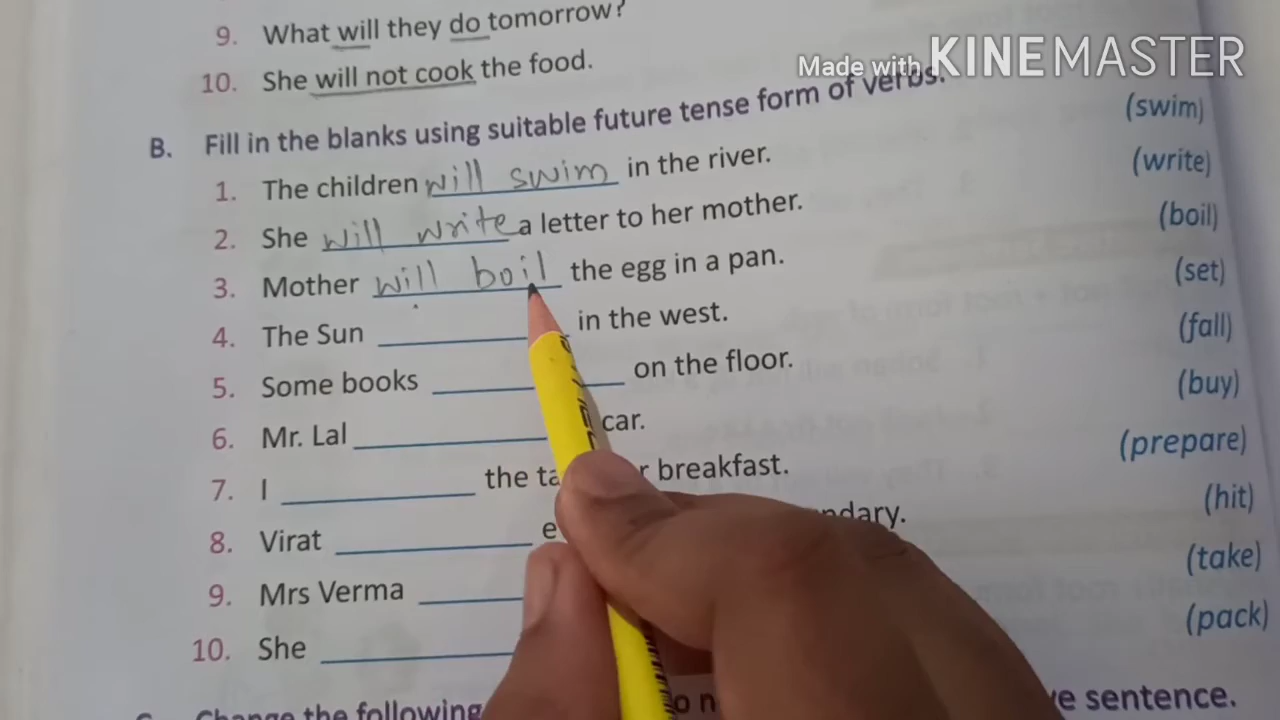 9. What will they do tomorrow?
10. She will not cook the food.
Made with KINEMASTER
B. Fill in the blanks using suitable future tense form of verbs.
1. The children will swim in the river. (swim)
2. She will write a letter to her mother. (write)
3. Mother will boil the egg in a pan. (boil)
4. The Sun in the west. (set)
5. Some books on the floor. (fall)
6. Mr. Lal car. (buy)
7. I the breakfast. (prepare)
8. Virat (hit)
9. Mrs Verma (take)
10. She (pack)
Change the following sentence.